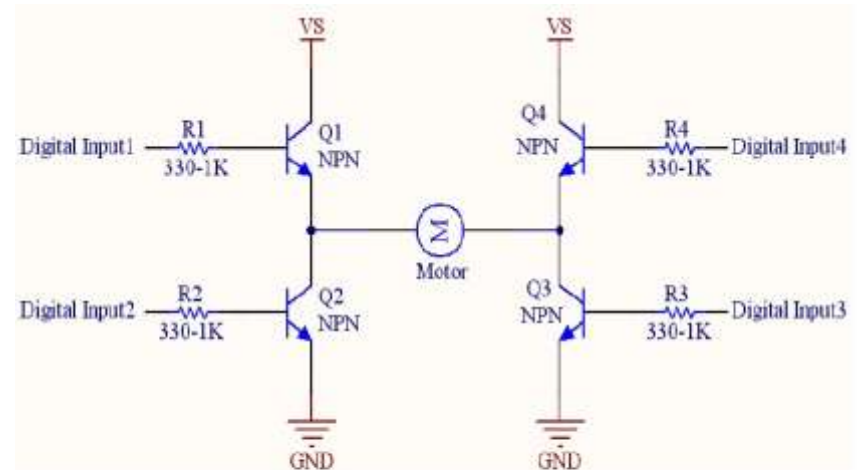 VS
VS
Digital Input1
R1
330-1K
Q1
NPN
Q4
NPN
R4
330-1K
Digital Input4
M
Motor
Digital Input2
R2
330-1K
Q2
NPN
Q3
NPN
R3
330-1K
Digital Input3
GND
GND